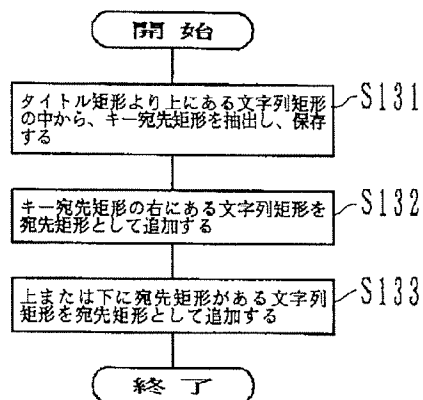 開始
タイトル矩形より上にある文字列矩形
の中から、キー宛先矩形を抽出し、保存
する
S131
キー宛先矩形の右にある文字列矩形を
宛先矩形として追加する
S132
上または下に宛先矩形がある文字列
矩形を宛先矩形として追加する
S133
終了